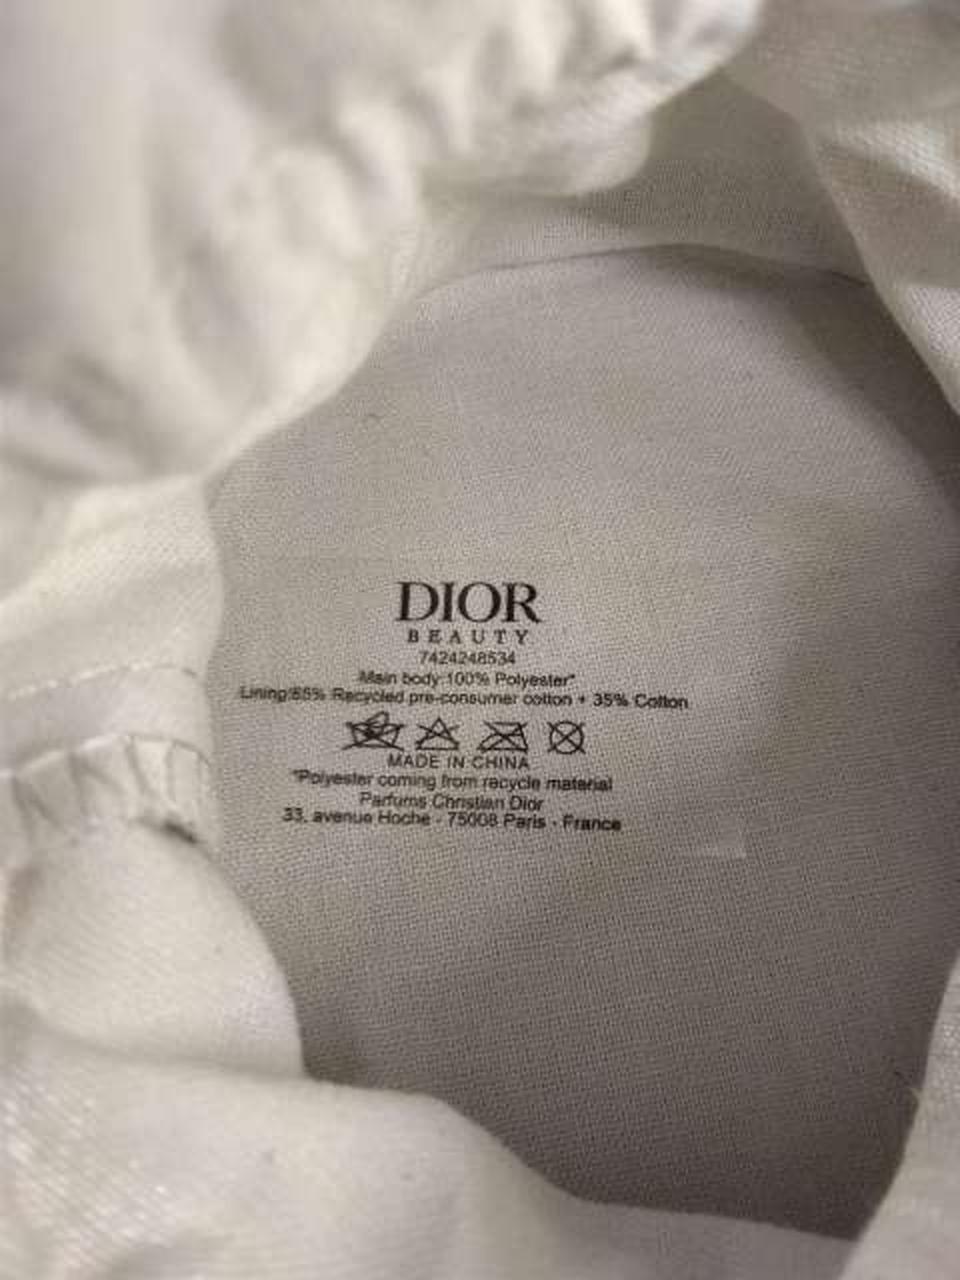 DIOR
BEAUTY
7424248534
Main body:100% Polyester*
Lining:65% Recycled pre-consumer cotton + 35% Cotton
MADE IN CHINA
*Polyester coming from recycle material
Parfums Christian Dior
33, avenue Hoche - 75008 Paris - France